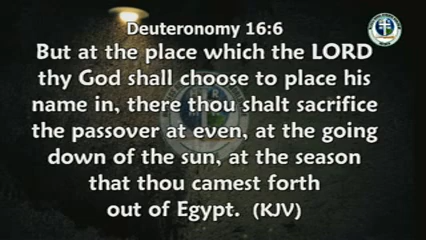 Deuteronomy 16:6
But at the place which the LORD
thy God shall choose to place his
name in, there thou shalt sacrifice
the passover at even, at the going
down of the sun, at the season
that thou camest forth
out of Egypt. (KJV)